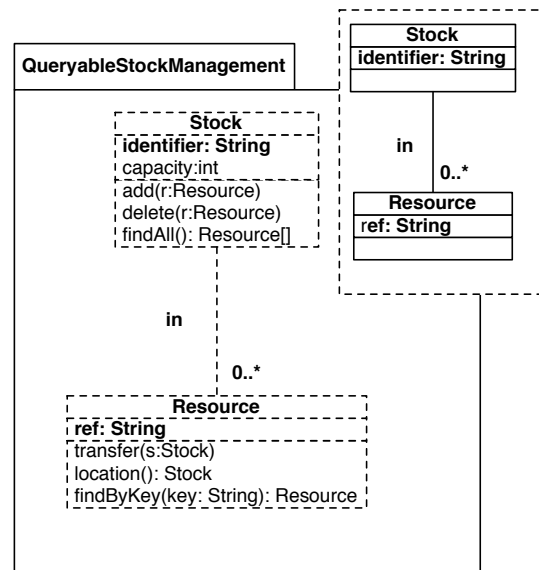 QueryableStockManagement
Stock
identifier: String
capacity:int
add(r:Resource)
delete(r:Resource)
findAll(): Resource[]
in
0..*
Resource
ref: String
transfer(s:Stock)
location(): Stock
findByKey(key: String): Resource
Stock
identifier: String
in
0..*
Resource
ref: String